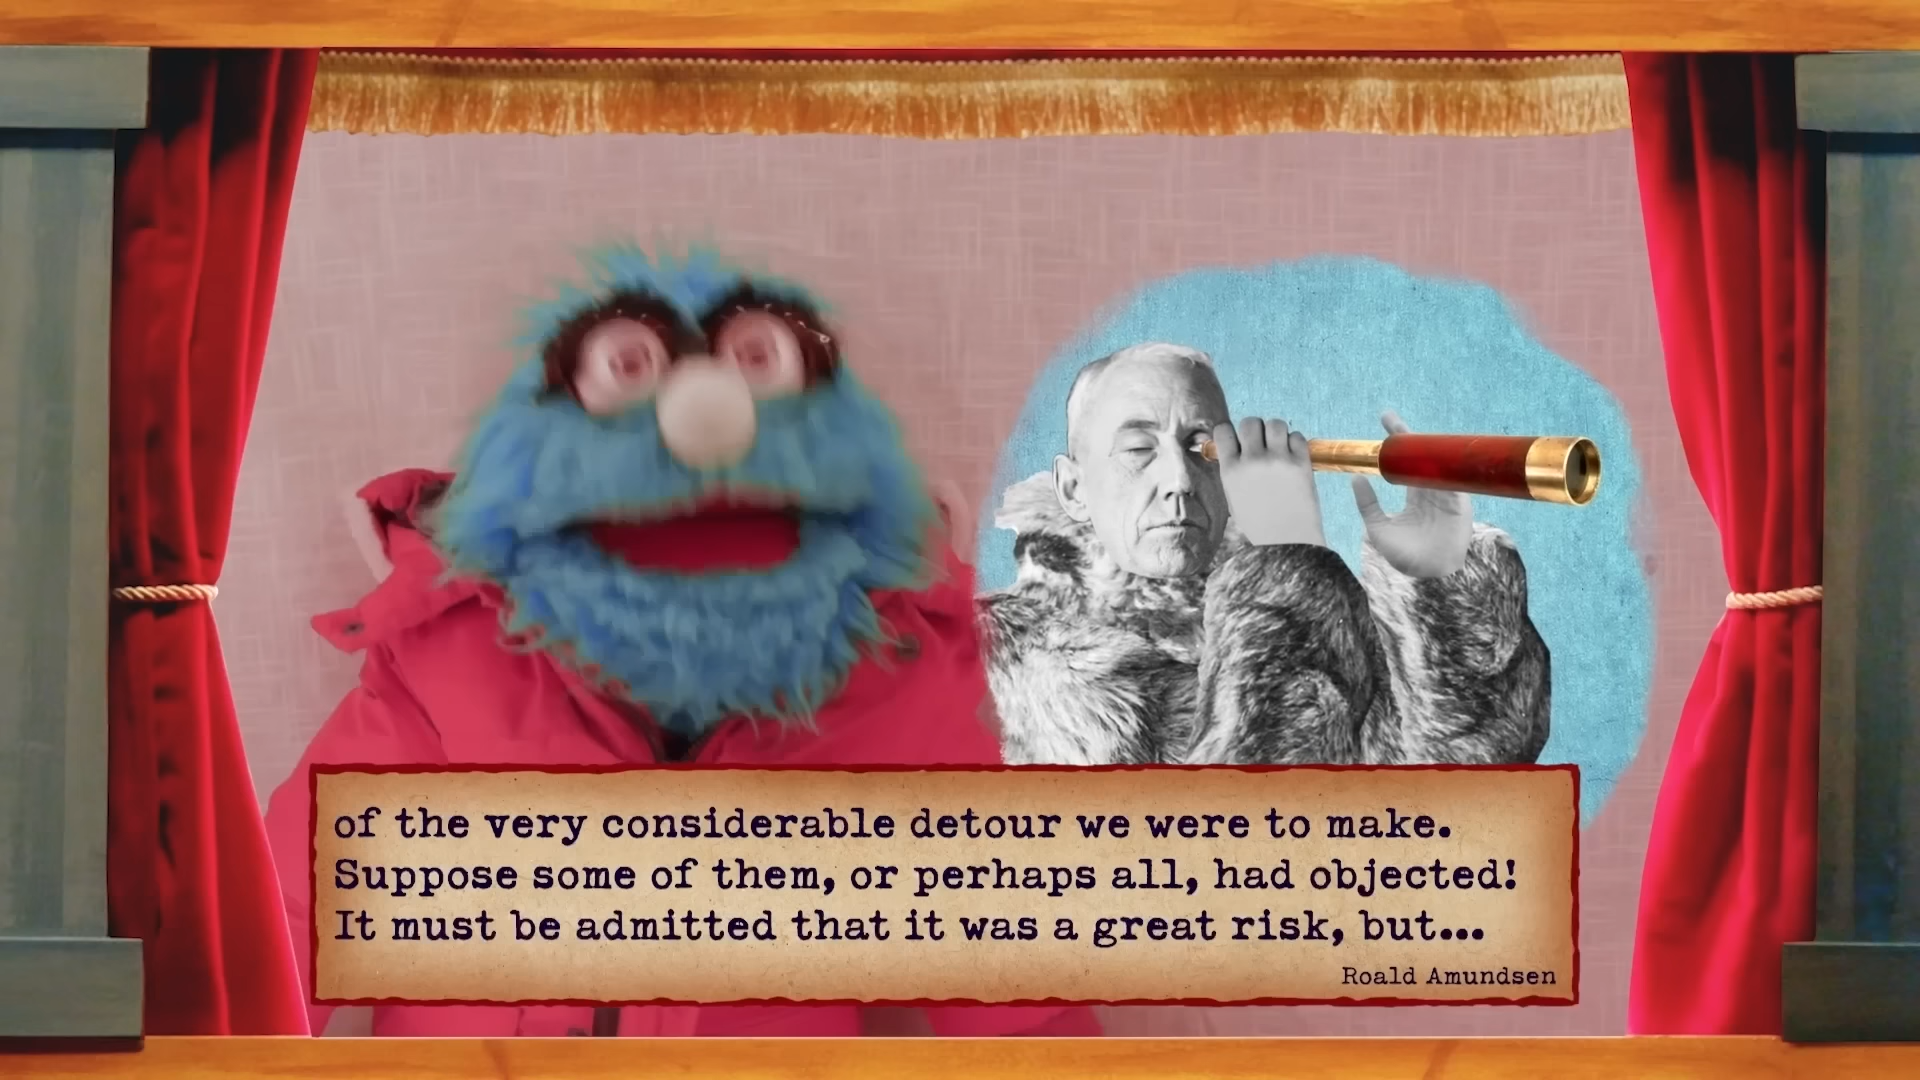 of the very considerable detour we were to make.
Suppose some of them, or perhaps all, had objected!
It must be admitted that it was a great risk, but...
Roald Amundsen